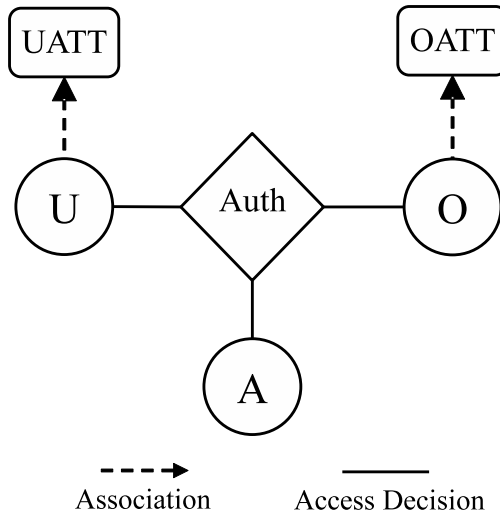 UATT
OATT
U
Auth
O
A
Association
Access Decision